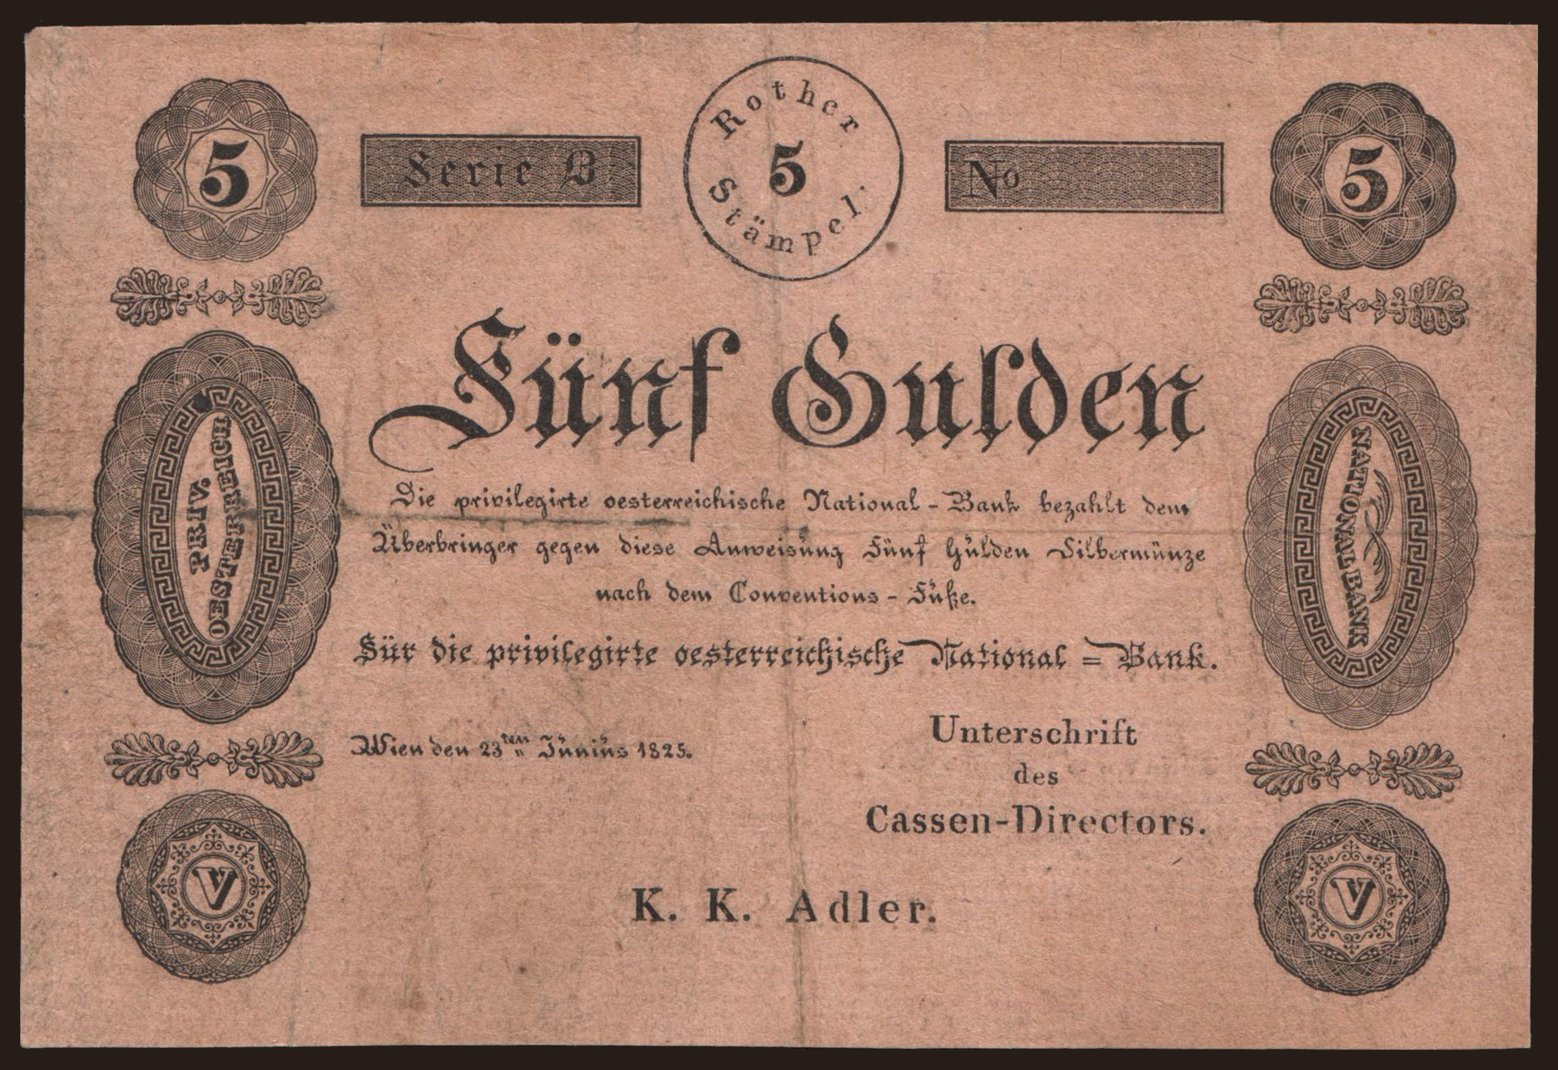 5
Serie B
Rother
5
Stämpel.
No
5
Fünf Gulden
Die privilegirte oesterreichische National-Bank bezahlt dem
Überbringer gegen diese Anweisung Fünf Gulden Silbermünze
nach dem Conventions-Fuße.
Für die privilegirte oesterreichische National=Bank.
PRIV.
OESTERREICH
NATIONAL BANK
Wien den 23ten Junius 1825.
Unterschrift
des
Cassen-Directors.
K. K. Adler.
V
V